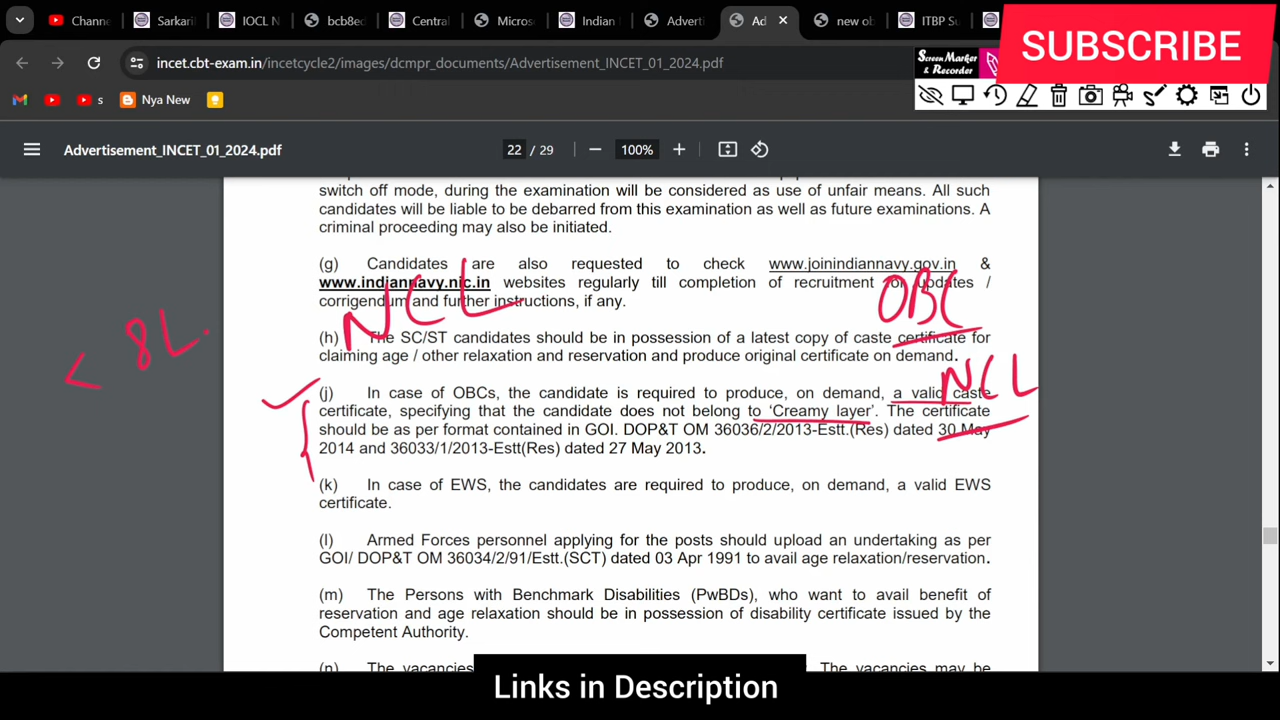 Channe
Sarkari
IOCL N
bcb8ed
Central
Micros
Indian
Adverti
Ad
new ob
ITBP Su
SUBSCRIBE
incet.cbt-exam.in/incetcycle2/images/dcmpr_documents/Advertisement_INCET_01_2024.pdf
Screen Marker
& Recorder
s
Nya New
Advertisement_INCET_01_2024.pdf
22 / 29
100%
switch off mode, during the examination will be considered as use of unfair means. All such
candidates will be liable to be debarred from this examination as well as future examinations. A
criminal proceeding may also be initiated.
(g) Candidates are also requested to check www.joinindiannavy.gov.in &
www.indiannavy.nic.in websites regularly till completion of recruitment for updates /
corrigendum and further instructions, if any.
NCL
OBC
< 8L.
(h) The SC/ST candidates should be in possession of a latest copy of caste certificate for
claiming age / other relaxation and reservation and produce original certificate on demand.
NCL
(j) In case of OBCs, the candidate is required to produce, on demand, a valid caste
certificate, specifying that the candidate does not belong to ‘Creamy layer’. The certificate
should be as per format contained in GOI. DOP&T OM 36036/2/2013-Estt.(Res) dated 30 May
2014 and 36033/1/2013-Estt(Res) dated 27 May 2013.
(k) In case of EWS, the candidates are required to produce, on demand, a valid EWS
certificate.
(l) Armed Forces personnel applying for the posts should upload an undertaking as per
GOI/ DOP&T OM 36034/2/91/Estt.(SCT) dated 03 Apr 1991 to avail age relaxation/reservation.
(m) The Persons with Benchmark Disabilities (PwBDs), who want to avail benefit of
reservation and age relaxation should be in possession of disability certificate issued by the
Competent Authority.
(n) The vacancies The vacancies may be
Links in Description